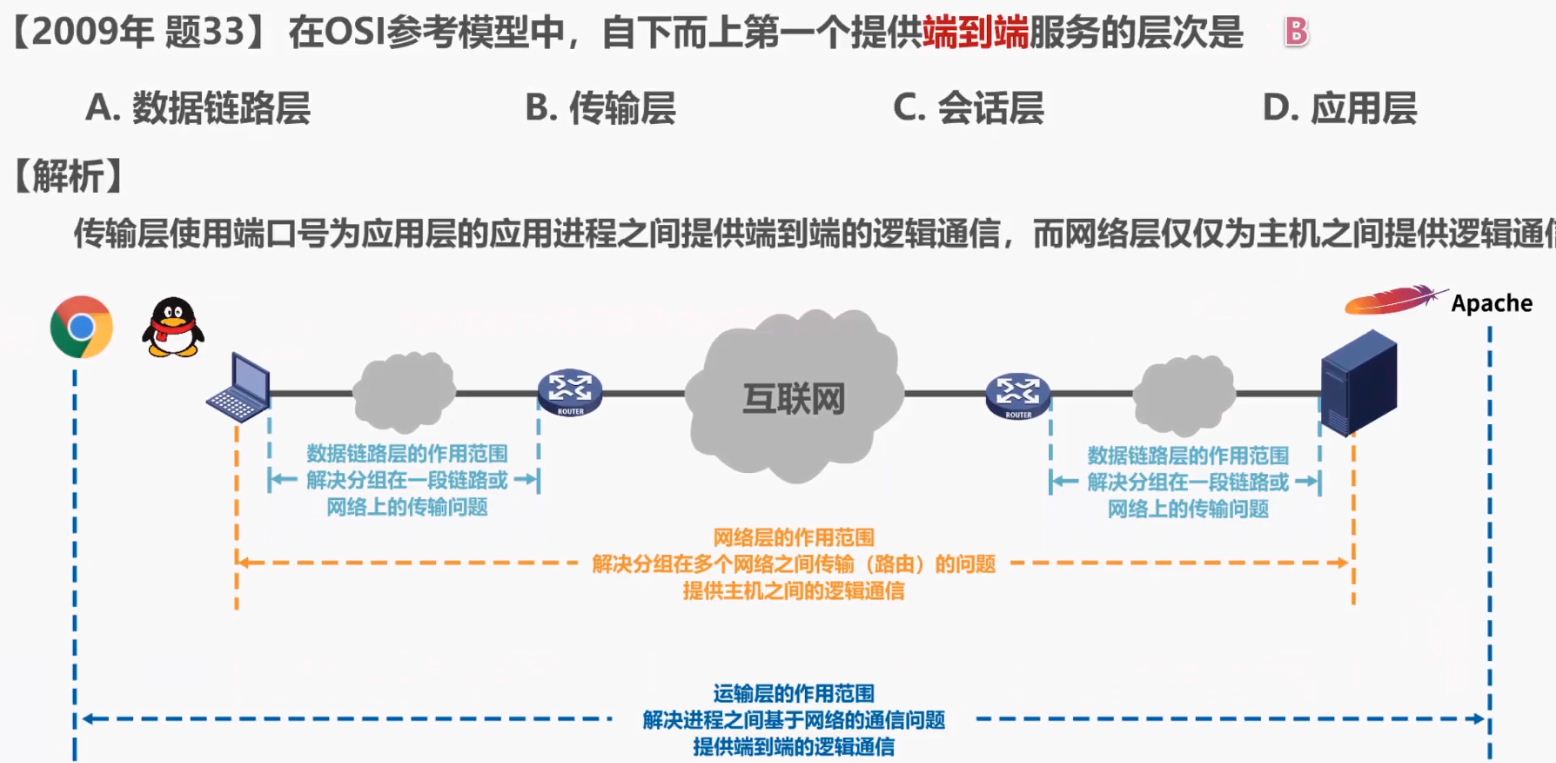 【2009年 题33】在OSI参考模型中，自下而上第一个提供端到端服务的层次是 B
A. 数据链路层 B. 传输层 C. 会话层 D. 应用层
【解析】
传输层使用端口号为应用层的应用进程之间提供端到端的逻辑通信，而网络层仅仅为主机之间提供逻辑通
Apache
互联网
ROUTER
ROUTER
数据链路层的作用范围
解决分组在一段链路或
网络上的传输问题
数据链路层的作用范围
解决分组在一段链路或
网络上的传输问题
网络层的作用范围
解决分组在多个网络之间传输（路由）的问题
提供主机之间的逻辑通信
运输层的作用范围
解决进程之间基于网络的通信问题
提供端到端的逻辑通信